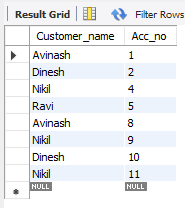 Result Grid Filter Rows
Customer_name Acc_no
Avinash 1
Dinesh 2
Nikil 4
Ravi 5
Avinash 8
Nikil 9
Dinesh 10
Nikil 11
NULL NULL